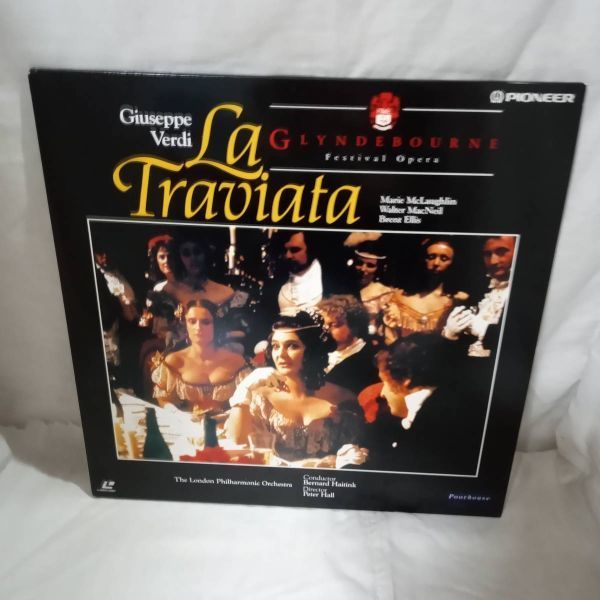 PIONEER
Giuseppe
Verdi
La
Traviata
GLYNDEBOURNE
Festival Opera
Marie McLaughlin
Walter MacNeil
Brent Ellis
The London Philharmonic Orchestra
Conductor
Bernard Haitink
Director
Peter Hall